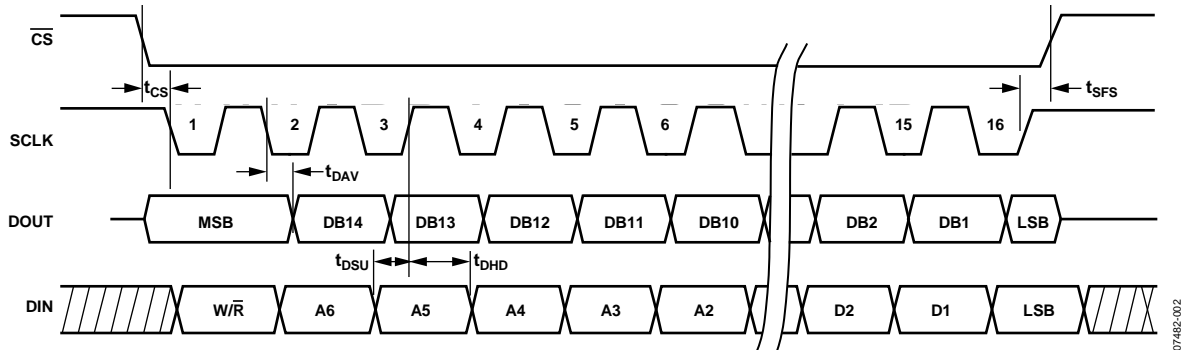 CS
tCS
tSFS
SCLK
1 2 3 4 5 6 15 16
tDAV
DOUT
MSB DB14 DB13 DB12 DB11 DB10 DB2 DB1 LSB
tDSU tDHD
DIN
W/R A6 A5 A4 A3 A2 D2 D1 LSB
07482-002